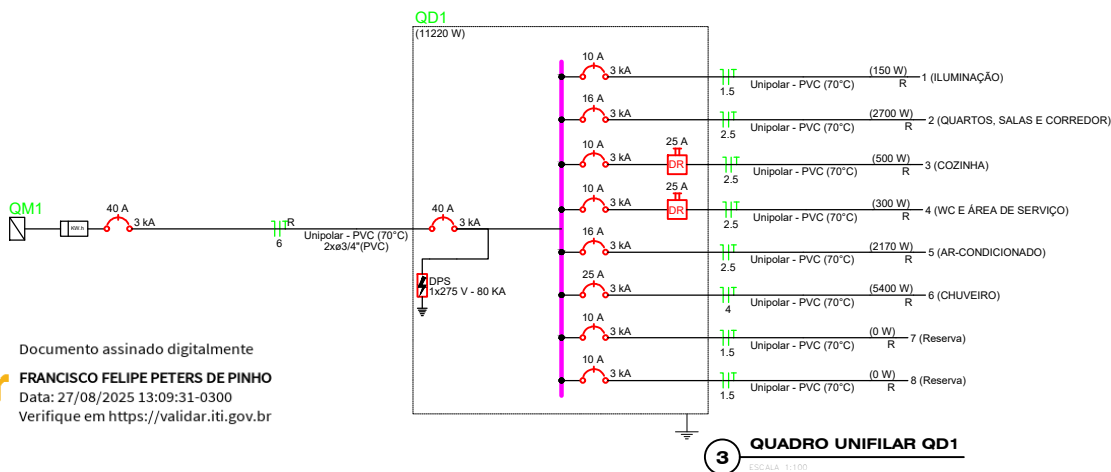 QD1
(11220 W)
10 A
3 kA
1.5
Unipolar - PVC (70°C)
(150 W)
R
1 (ILUMINAÇÃO)
16 A
3 kA
2.5
Unipolar - PVC (70°C)
(2700 W)
R
2 (QUARTOS, SALAS E CORREDOR)
10 A
3 kA
25 A
DR
2.5
Unipolar - PVC (70°C)
(500 W)
R
3 (COZINHA)
10 A
3 kA
25 A
DR
2.5
Unipolar - PVC (70°C)
(300 W)
R
4 (WC E ÁREA DE SERVIÇO)
QM1
KW.h
40 A
3 kA
R
6
Unipolar - PVC (70°C)
2xø3/4"(PVC)
40 A
3 kA
DPS
1x275 V - 80 KA
16 A
3 kA
2.5
Unipolar - PVC (70°C)
(2170 W)
R
5 (AR-CONDICIONADO)
25 A
3 kA
4
Unipolar - PVC (70°C)
(5400 W)
R
6 (CHUVEIRO)
10 A
3 kA
1.5
Unipolar - PVC (70°C)
(0 W)
R
7 (Reserva)
10 A
3 kA
1.5
Unipolar - PVC (70°C)
(0 W)
R
8 (Reserva)
Documento assinado digitalmente
FRANCISCO FELIPE PETERS DE PINHO
Data: 27/08/2025 13:09:31-0300
Verifique em https://validar.iti.gov.br
3
QUADRO UNIFILAR QD1
ESCALA 1:100